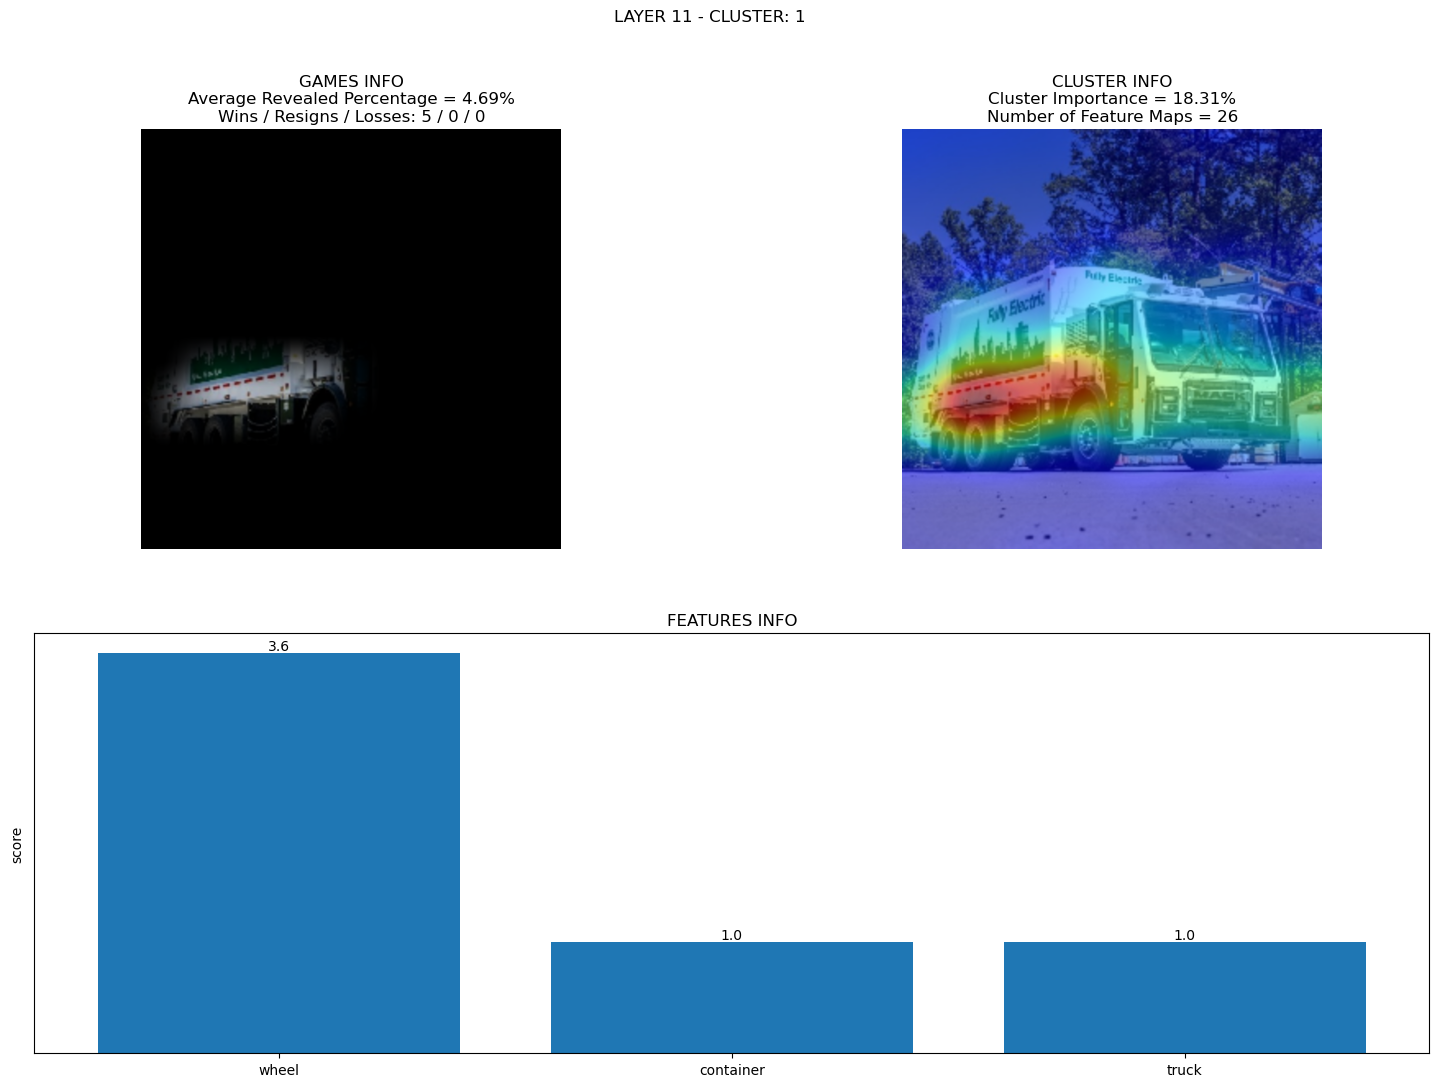 LAYER 11 - CLUSTER: 1
GAMES INFO
Average Revealed Percentage = 4.69%
Wins / Resigns / Losses: 5 / 0 / 0
CLUSTER INFO
Cluster Importance = 18.31%
Number of Feature Maps = 26
Fully Electric
Fully Electric
FEATURES INFO
score
3.6
1.0
1.0
wheel
container
truck